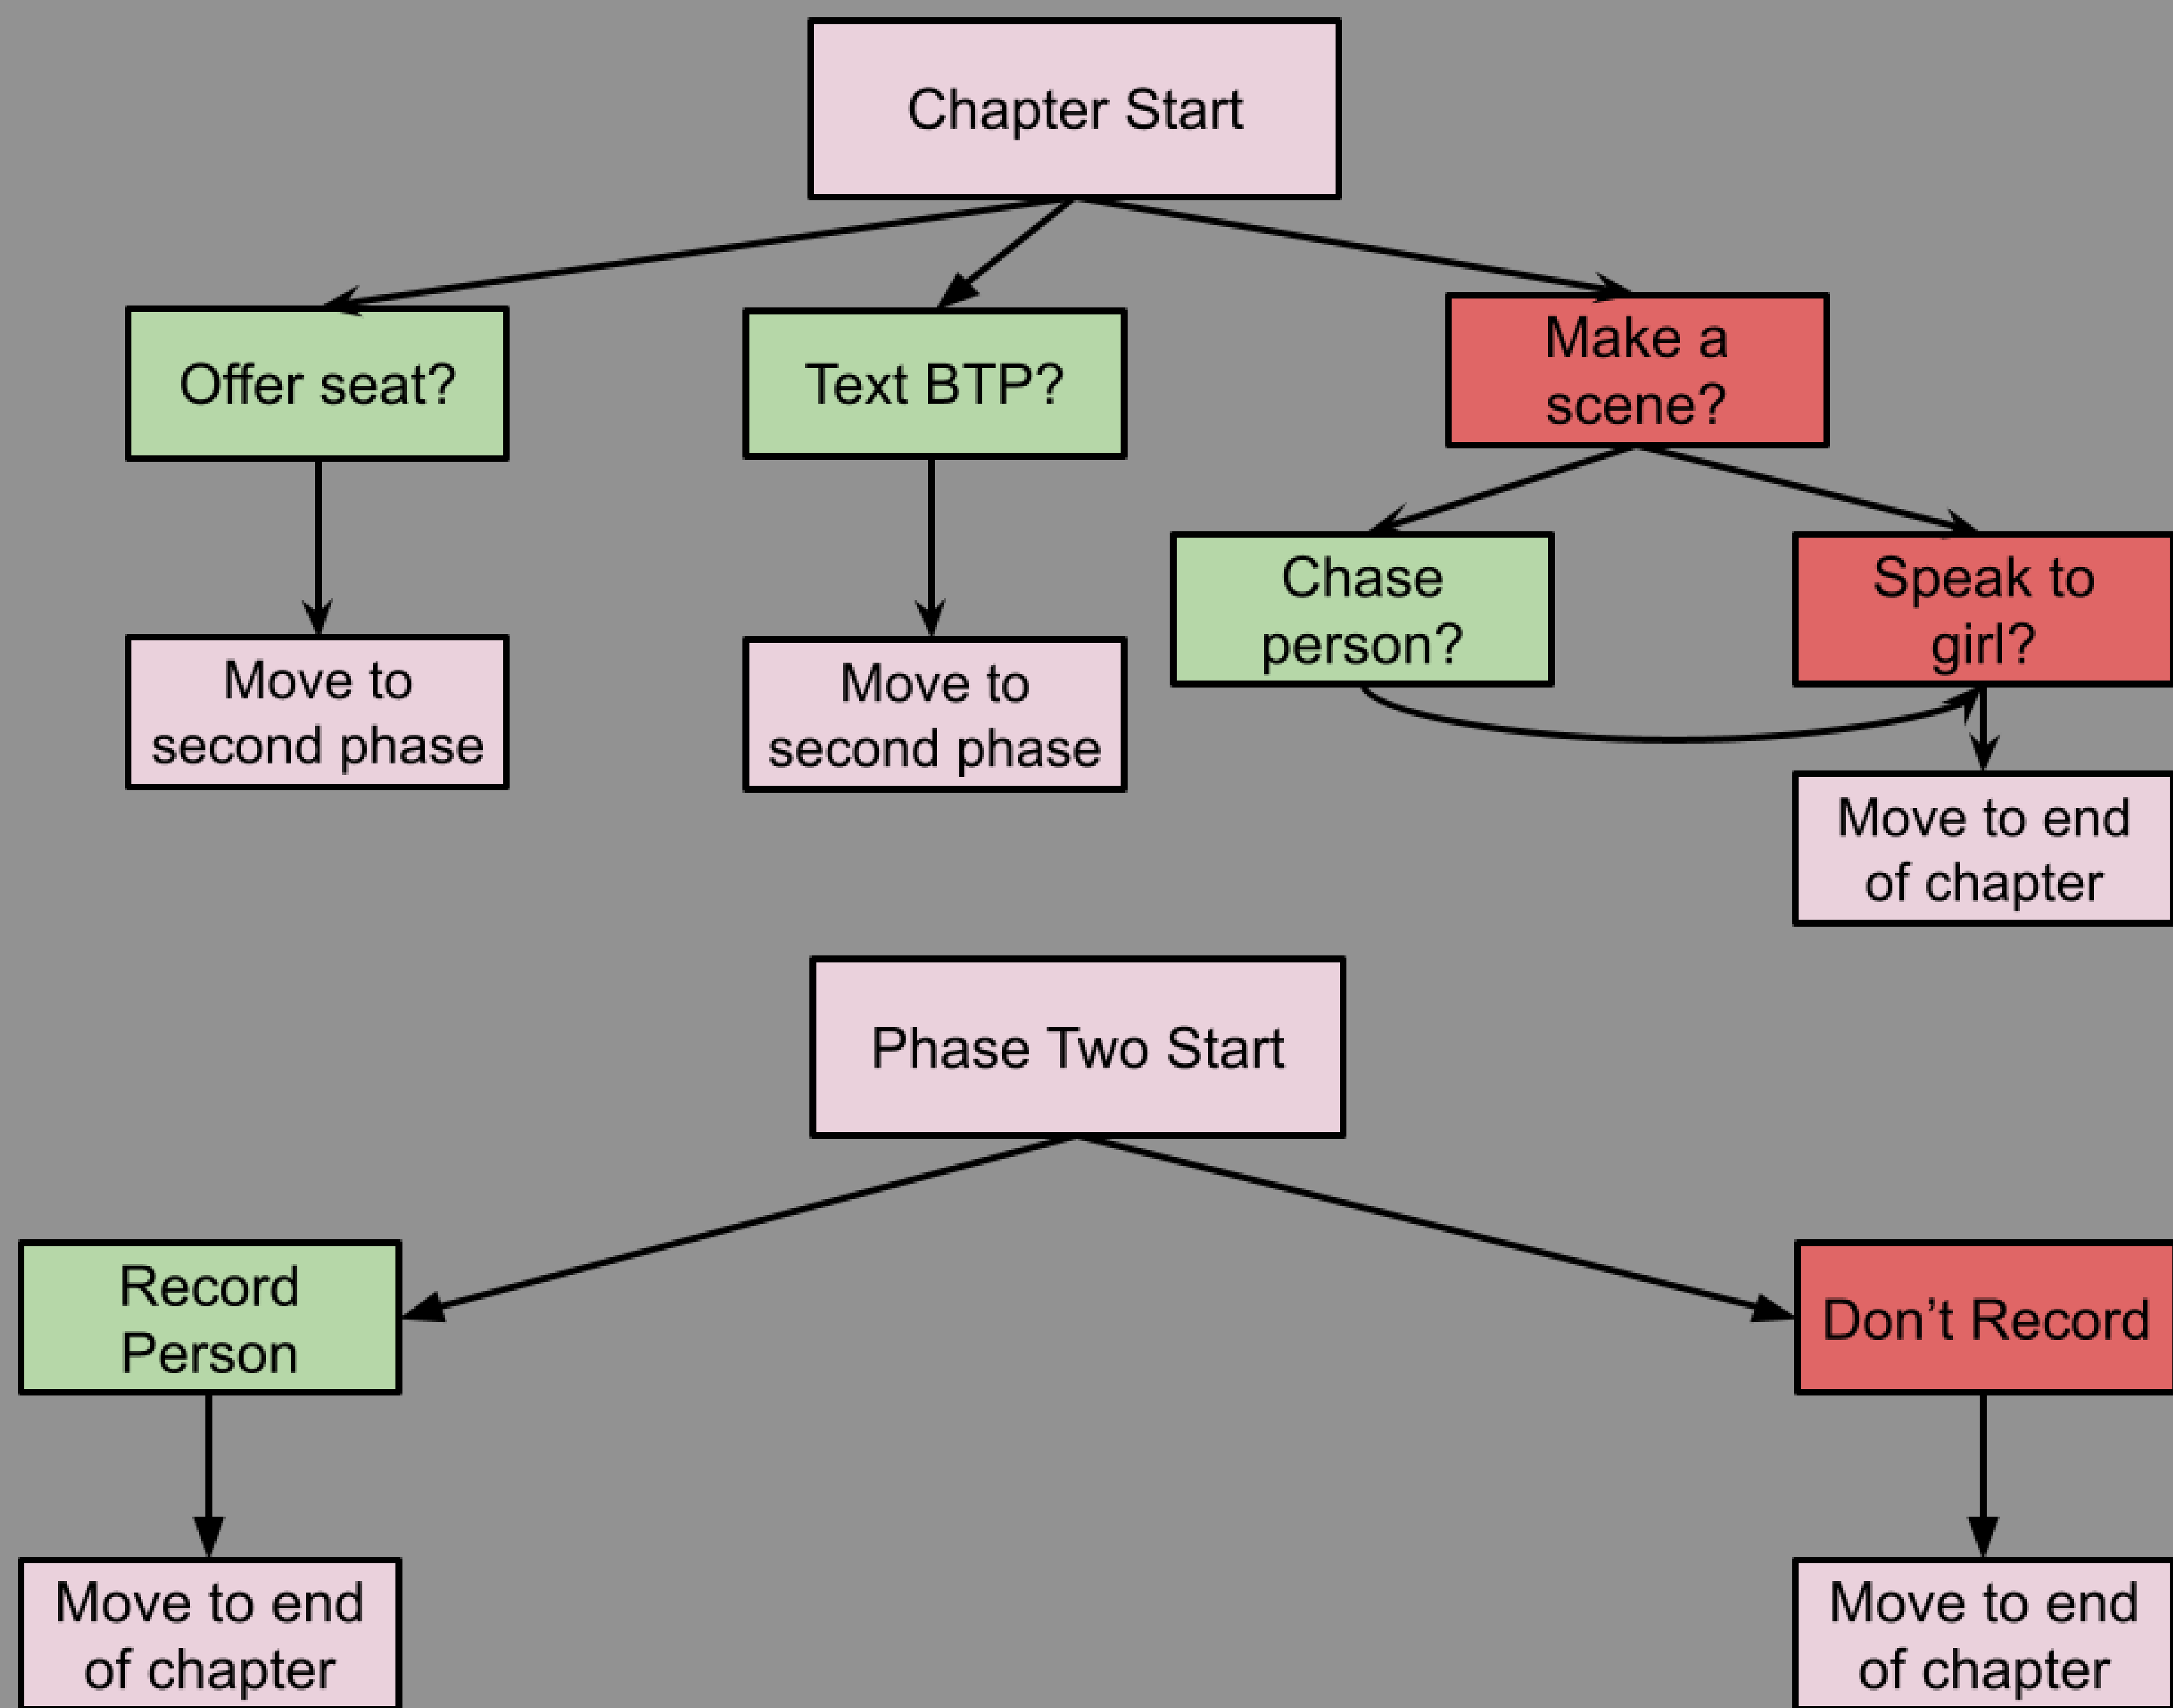 Chapter Start
Offer seat?
Text BTP?
Make a
scene?
Chase
person?
Speak to
girl?
Move to
second phase
Move to
second phase
Move to end
of chapter
Phase Two Start
Record
Person
Don’t Record
Move to end
of chapter
Move to end
of chapter